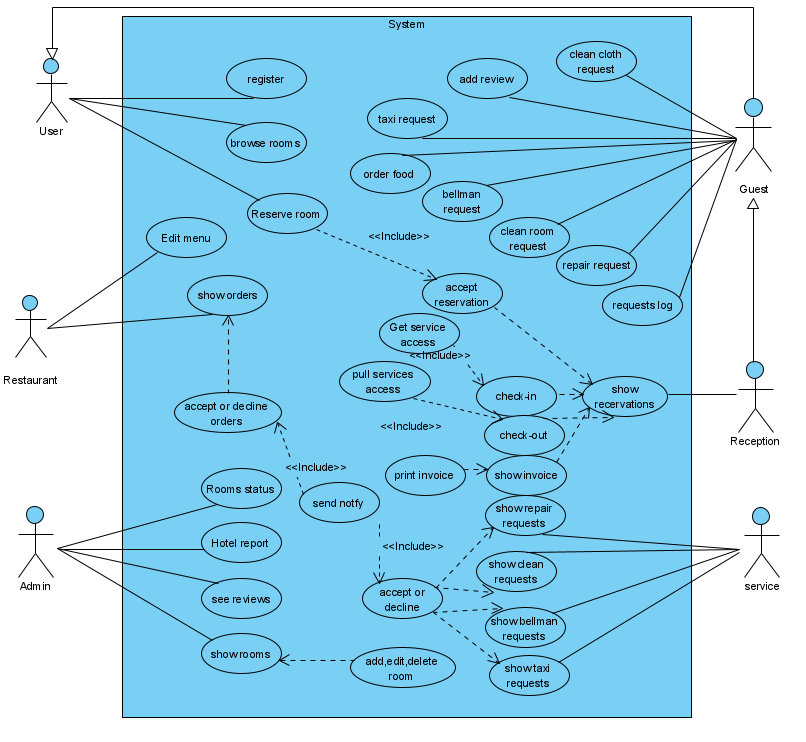 System
clean cloth
request
register
add review
User
taxi request
browse rooms
order food
Guest
bellman
request
Reserve room
<<Include>>
clean room
request
Edit menu
repair request
show orders
accept
reservation
requests log
Get service
access
<<Include>>
Restaurant
pull services
access
check-in
show
recervations
accept or decline
orders
<<Include>>
check-out
Reception
<<Include>>
print invoice
show invoice
Rooms status
send notfy
show repair
requests
Hotel report
<<Include>>
show clean
requests
Admin
service
see reviews
accept or
decline
show bellman
requests
show rooms
add,edit,delete
room
show taxi
requests